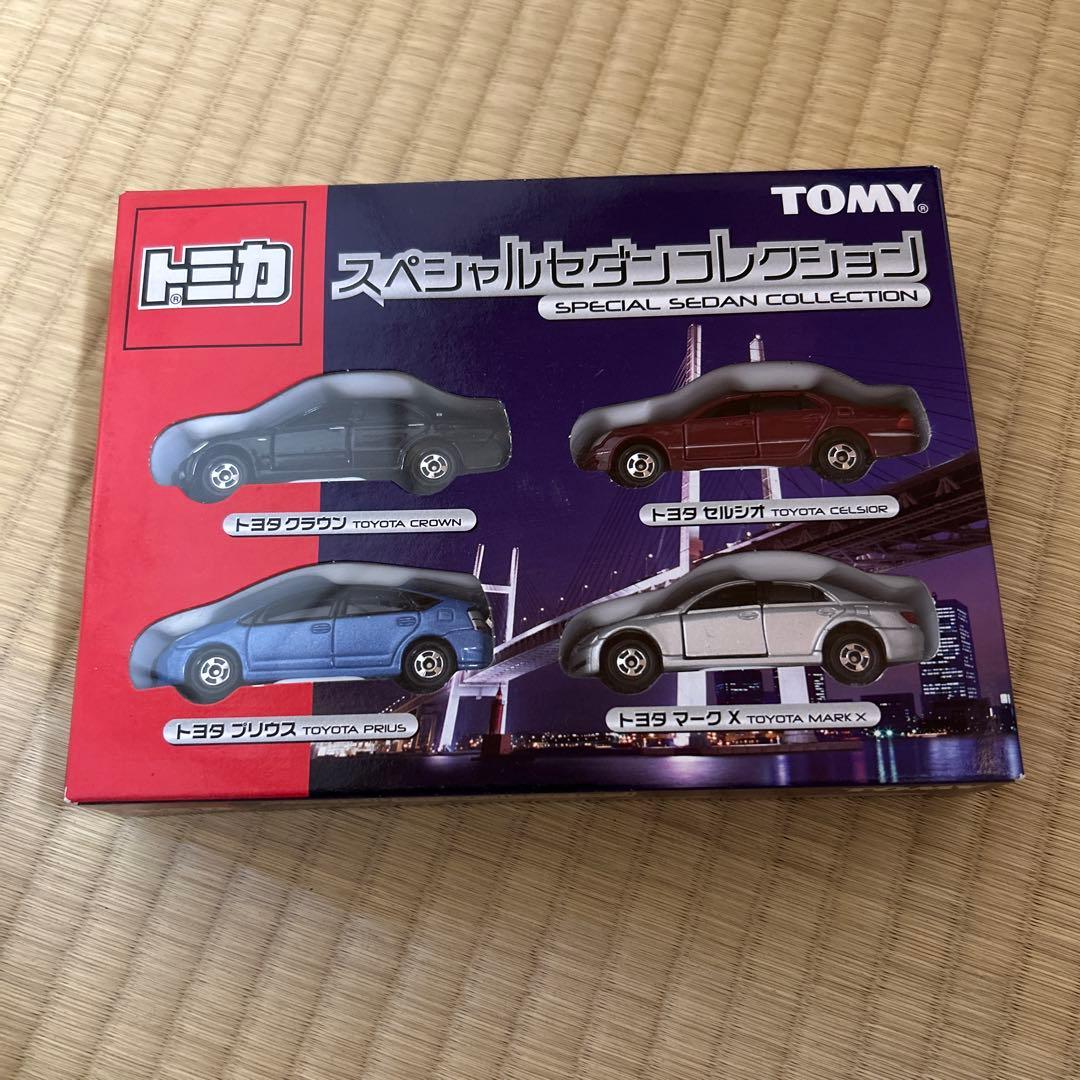 TOMY®
トミカ®
スペシャルセダンコレクション
SPECIAL SEDAN COLLECTION
トヨタ クラウン TOYOTA CROWN
トヨタ セルシオ TOYOTA CELSIOR
トヨタ プリウス TOYOTA PRIUS
トヨタ マークX TOYOTA MARK X